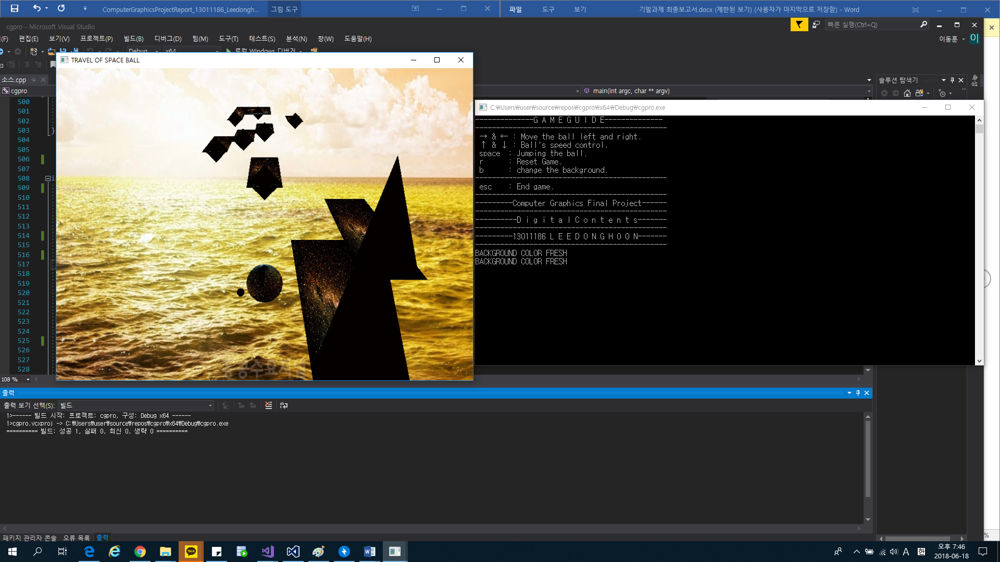 ComputerGraphicsProjectReport_13011186_Leedongh...
그림 도구
파일
도구
보기
기말과제 최종보고서.docx (제한된 보기) (사용자가 마지막으로 저장함) - Word
cgpro - Microsoft Visual Studio
빠른 실행(Ctrl+Q)
(F) 편집(E) 보기(V) 프로젝트(P) 빌드(B) 디버그(D) 팀(M) 도구(T) 테스트(S) 분석(N) 창(W) 도움말(H)
이동훈
이
Debug x64 로컬 Windows 디버거
TRAVEL OF SPACE BALL
소스.cpp
솔루션 탐색기
속성
cgpro
main(int argc, char ** argv)
500
501
502
503 }
504
505
506
507
508
509
510
511
512
513
514
515
516
517
518
519
520
521
522
523
524
525
526
527
528
108 %
C:₩Users₩user₩source₩repos₩cgpro₩x64₩Debug₩cgpro.exe
--------------G A M E G U I D E--------------
----------------------------------------------
→ & ← : Move the ball left and right.
↑ & ↓ : Ball's speed control.
space : Jumping the ball.
r : Reset Game.
b : change the background.
----------------------------------------------
esc : End game.
----------------------------------------------
---------Computer Graphics Final Project------
----------------------------------------------
----------D i g i t a l C o n t e n t s-------
----------------------------------------------
---------13011186 L E E D O N G H O O N-------
----------------------------------------------
BACKGROUND COLOR FRESH
BACKGROUND COLOR FRESH
출력
출력 보기 선택(S): 빌드
1>------ 빌드 시작: 프로젝트: cgpro, 구성: Debug x64 ------
1>cgpro.vcxproj -> C:₩Users₩user₩source₩repos₩cgpro₩x64₩Debug₩cgpro.exe
========== 빌드: 성공 1, 실패 0, 최신 0, 생략 0 ==========
패키지 관리자 콘솔 오류 목록 출력
%
TALK
A 한
오후 7:46
2018-06-18